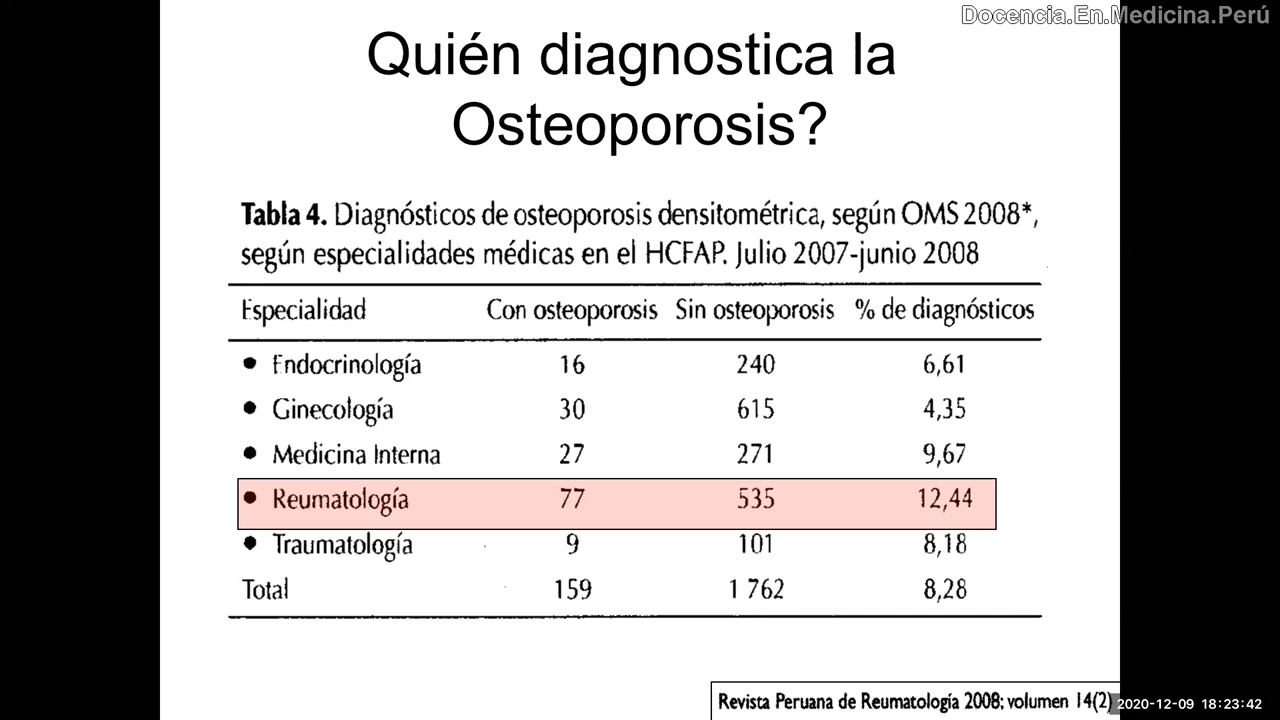 Docencia.En.Medicina.Perú
Quién diagnostica la
Osteoporosis?
Tabla 4. Diagnósticos de osteoporosis densitométrica, según OMS 2008*,
según especialidades médicas en el HCFAP. Julio 2007-junio 2008
Especialidad Con osteoporosis Sin osteoporosis % de diagnósticos
• Endocrinología 16 240 6,61
• Ginecología 30 615 4,35
• Medicina Interna 27 271 9,67
• Reumatología 77 535 12,44
• Traumatología 9 101 8,18
Total 159 1 762 8,28
Revista Peruana de Reumatología 2008; volumen 14(2)
2020-12-09 18:23:42